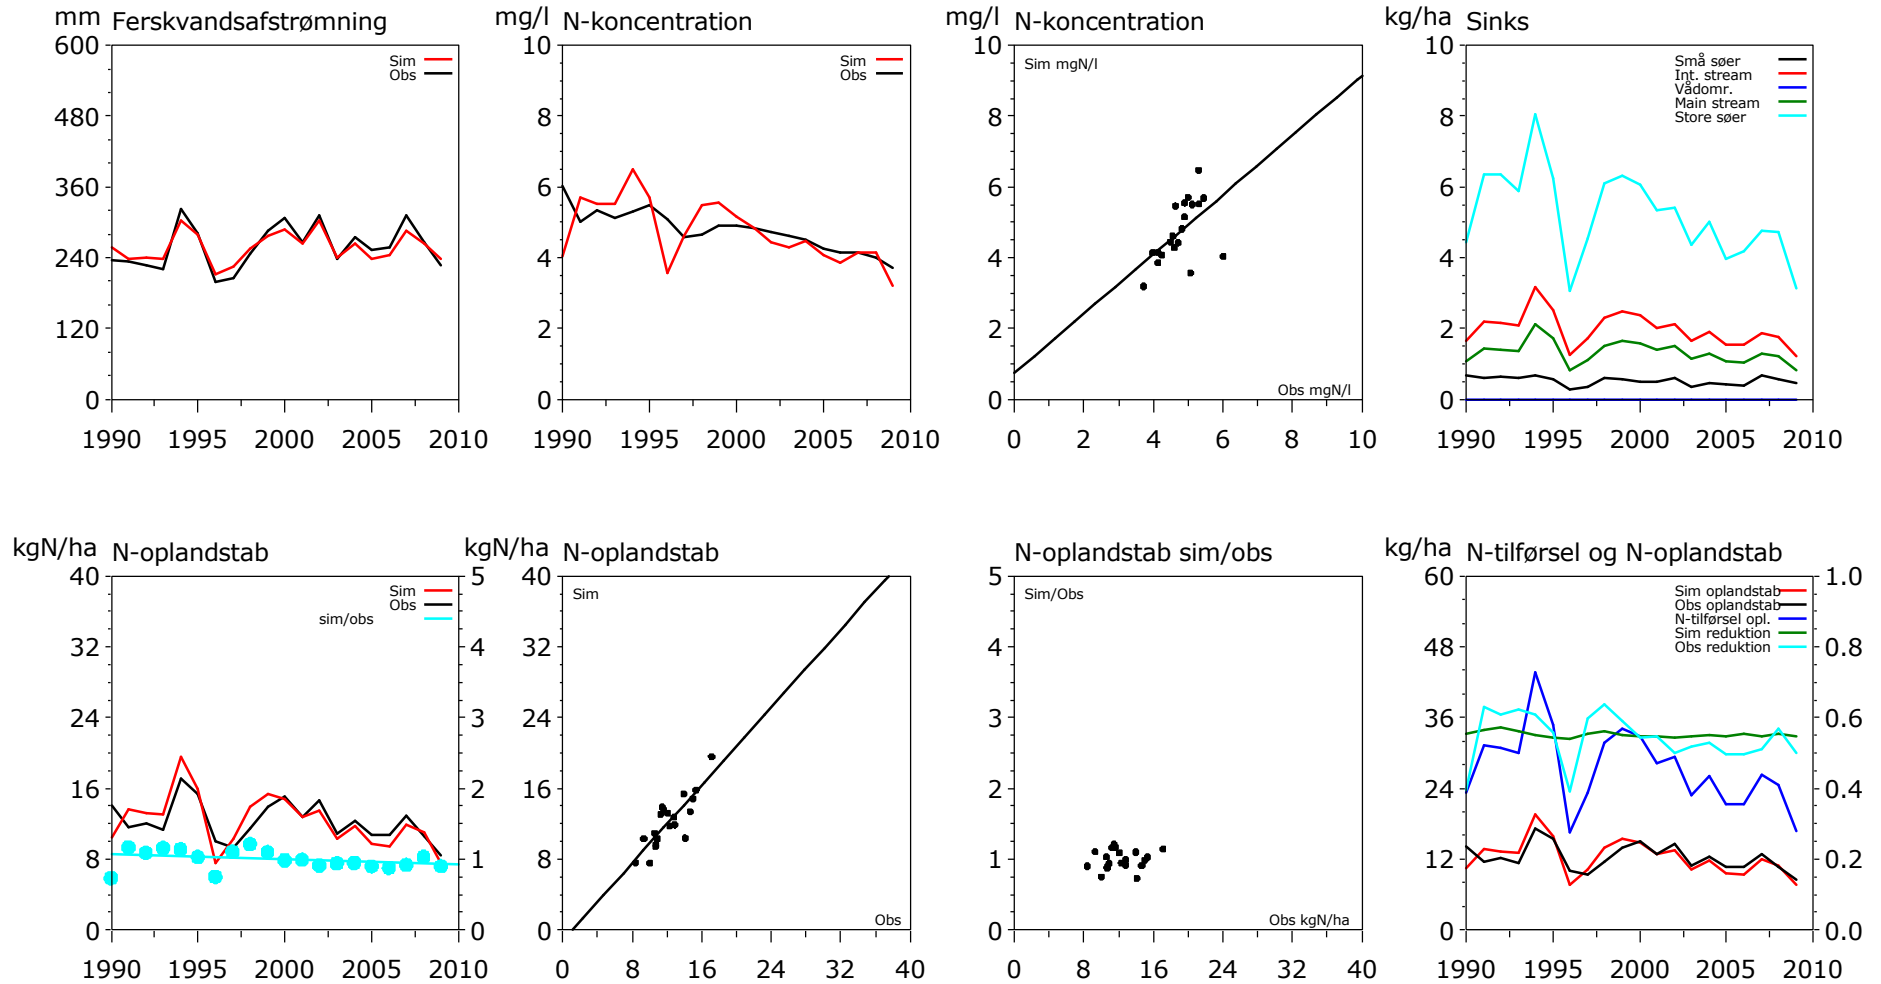 mm Ferskvandsafstrømning
600
480
360
240
120
0
Sim
Obs
1990 1995 2000 2005 2010
mg/l N-koncentration
10
8
6
4
2
0
Sim
Obs
1990 1995 2000 2005 2010
mg/l N-koncentration
10
8
6
4
2
0
Sim mgN/l
Obs mgN/l
0 2 4 6 8 10
kg/ha Sinks
10
8
6
4
2
0
Små søer
Int. stream
Vådomr.
Main stream
Store søer
1990 1995 2000 2005 2010
kgN/ha N-oplandstab
40
32
24
16
8
0
Sim
Obs
sim/obs
5
4
3
2
1
0
1990 1995 2000 2005 2010
kgN/ha N-oplandstab
40
32
24
16
8
0
Sim
Obs
0 8 16 24 32 40
N-oplandstab sim/obs
5
4
3
2
1
0
Sim/Obs
Obs kgN/ha
0 8 16 24 32 40
kg/ha N-tilførsel og N-oplandstab
60
48
36
24
12
0
Sim oplandstab
Obs oplandstab
N-tilførsel opl.
Sim reduktion
Obs reduktion
1.0
0.8
0.6
0.4
0.2
0.0
1990 1995 2000 2005 2010